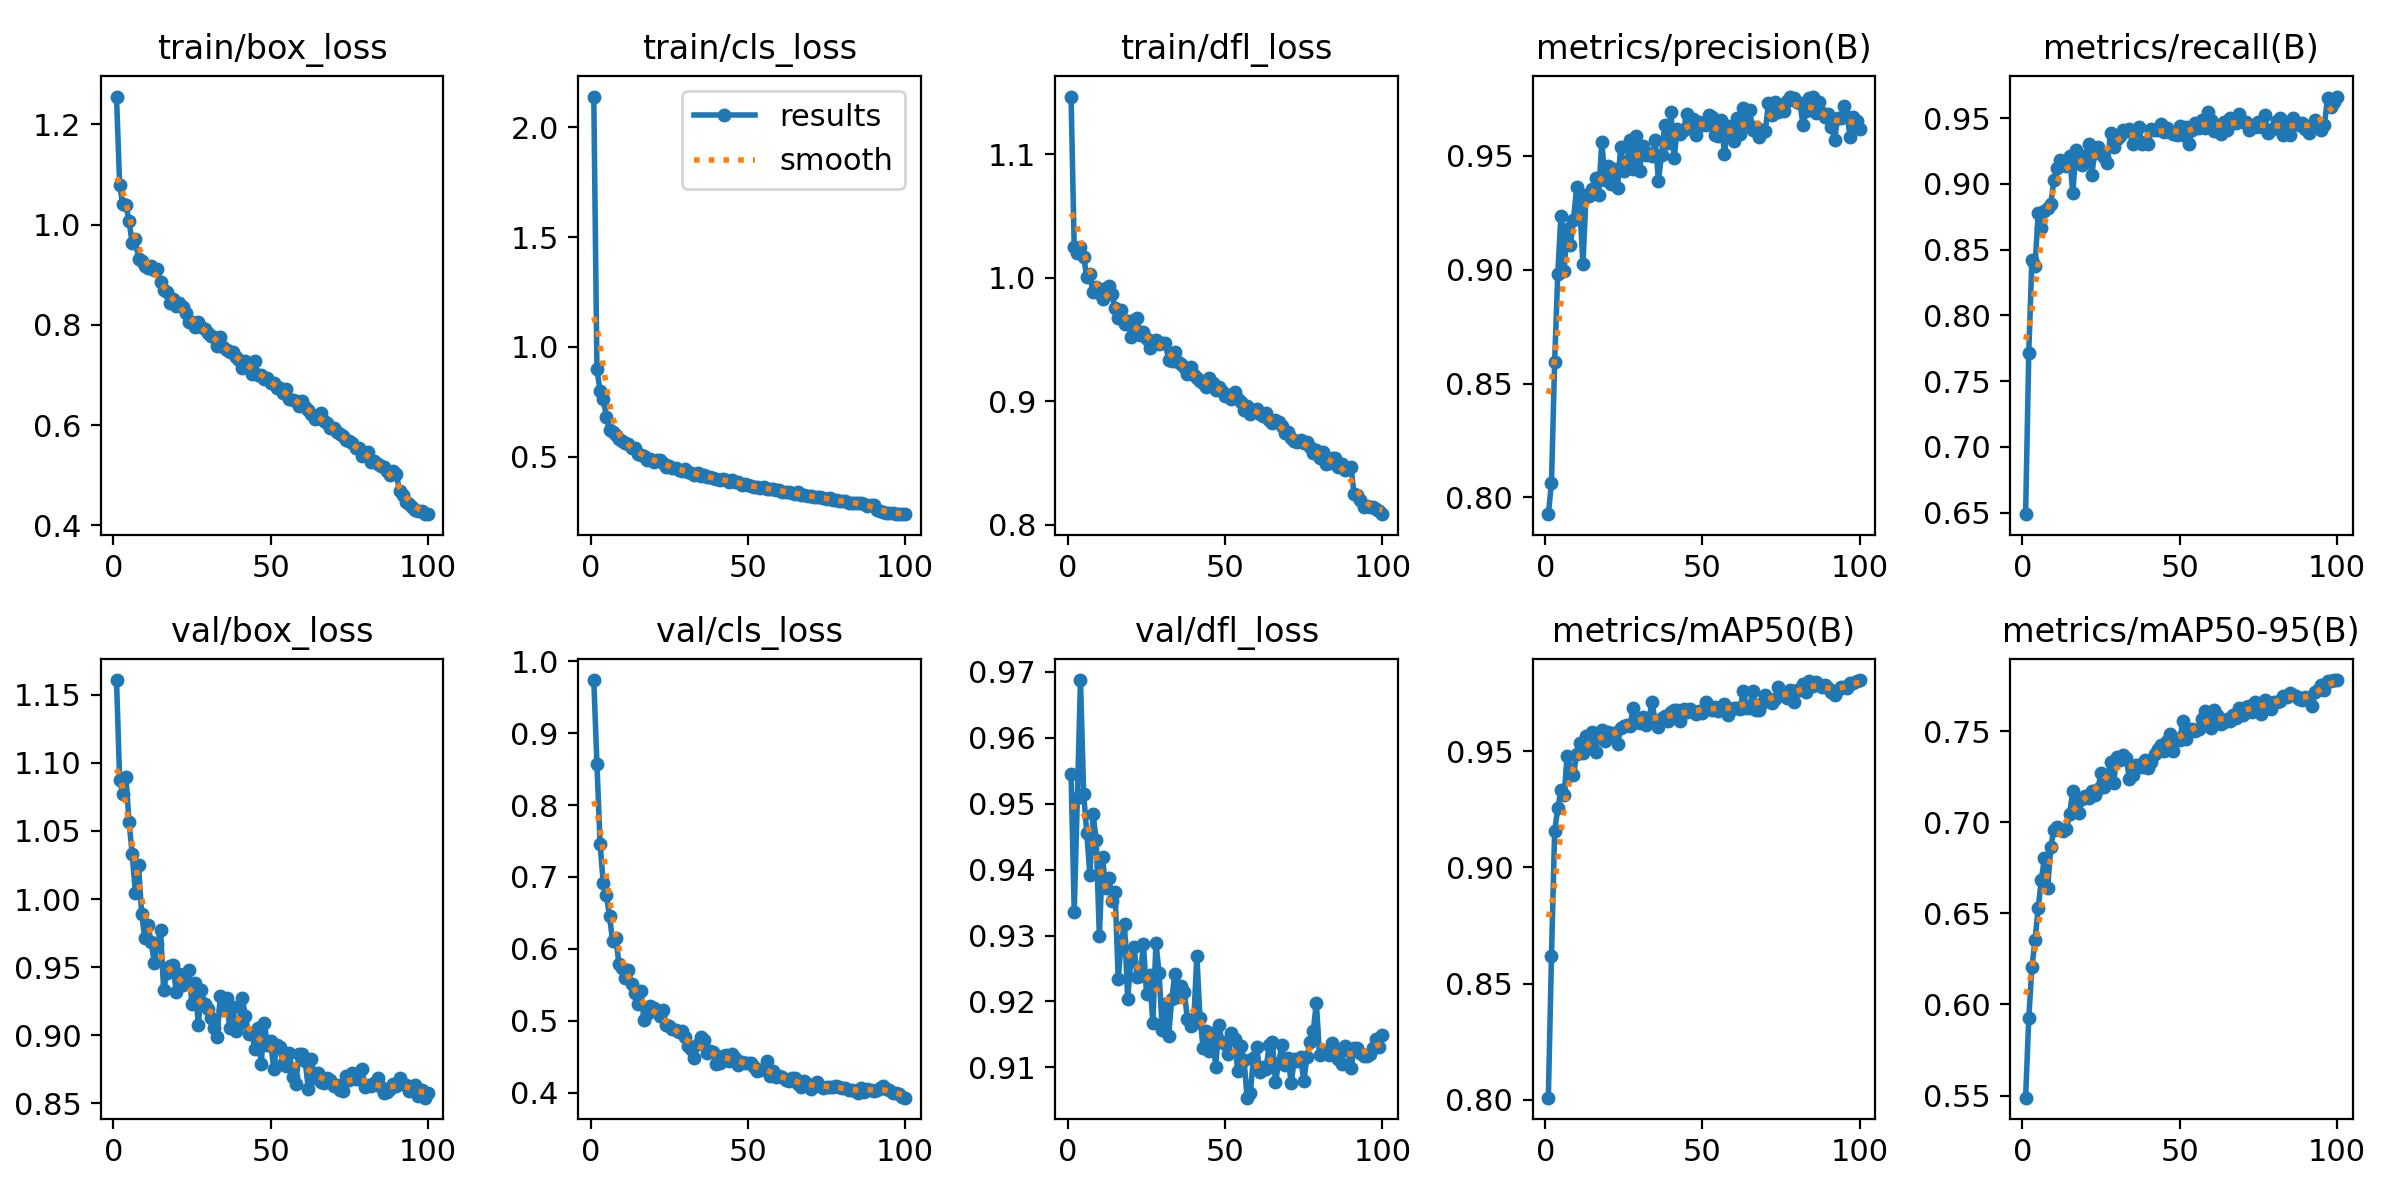 train/box_loss
1.2
1.0
0.8
0.6
0.4
0 50 100
train/cls_loss
results
smooth
2.0
1.5
1.0
0.5
0 50 100
train/dfl_loss
1.1
1.0
0.9
0.8
0 50 100
metrics/precision(B)
0.95
0.90
0.85
0.80
0 50 100
metrics/recall(B)
0.95
0.90
0.85
0.80
0.75
0.70
0.65
0 50 100
val/box_loss
1.15
1.10
1.05
1.00
0.95
0.90
0.85
0 50 100
val/cls_loss
1.0
0.9
0.8
0.7
0.6
0.5
0.4
0 50 100
val/dfl_loss
0.97
0.96
0.95
0.94
0.93
0.92
0.91
0 50 100
metrics/mAP50(B)
0.95
0.90
0.85
0.80
0 50 100
metrics/mAP50-95(B)
0.75
0.70
0.65
0.60
0.55
0 50 100